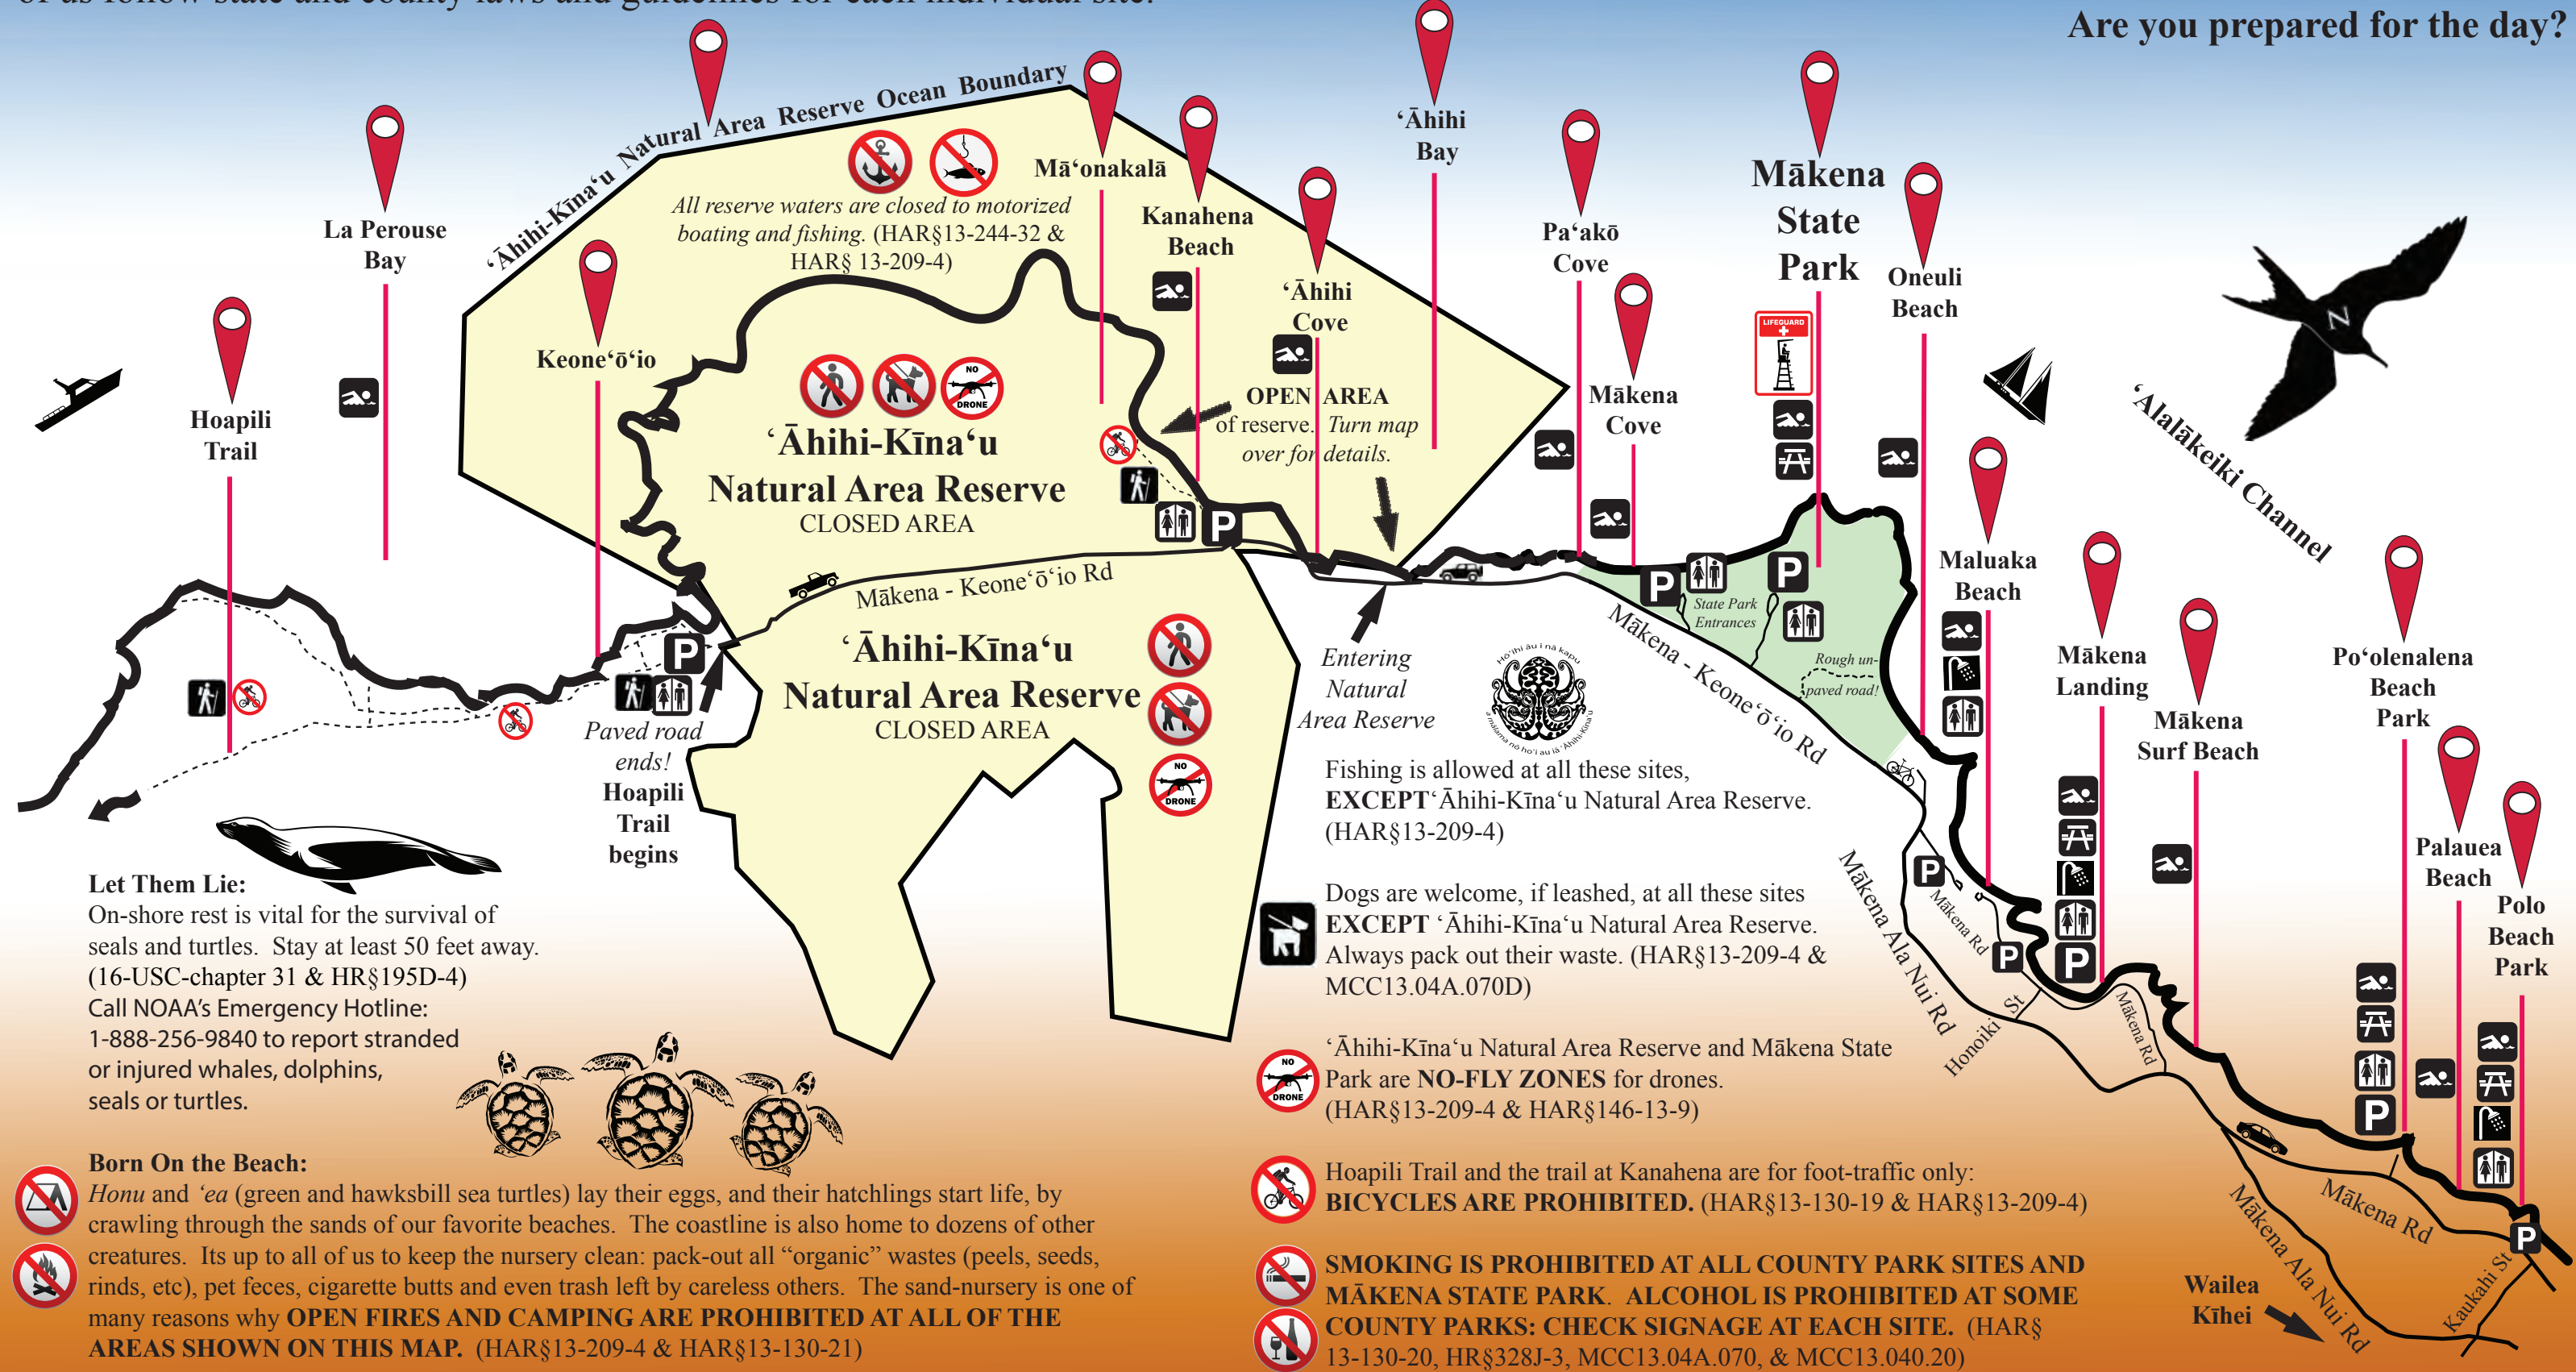 of us follow state and county laws and guidelines for each individual site.
Are you prepared for the day?
ʻĀhihi-Kīnaʻu Natural Area Reserve Ocean Boundary
La Perouse
Bay
Hoapili
Trail
Keoneʻōʻio
All reserve waters are closed to motorized
boating and fishing. (HAR§13-244-32 &
HAR§ 13-209-4)
Māʻonakalā
Kanahena
Beach
ʻĀhihi
Cove
ʻĀhihi
Bay
OPEN AREA
of reserve. Turn map
over for details.
Paʻakō
Cove
Mākena
Cove
Mākena
State
Park
LIFEGUARD
Oneuli
Beach
N
ʻAlalākeiki Channel
NO
DRONE
ʻĀhihi-Kīnaʻu
Natural Area Reserve
CLOSED AREA
P
Mākena - Keoneʻōʻio Rd
P
Paved road
ends!
Hoapili
Trail
begins
ʻĀhihi-Kīnaʻu
Natural Area Reserve
CLOSED AREA
NO
DRONE
Entering
Natural
Area Reserve
P
P
State Park
Entrances
Rough un-
paved road!
Mākena - Keoneʻōʻio Rd
Maluaka
Beach
Mākena
Landing
Mākena
Surf Beach
Poʻolenalena
Beach
Park
Palauea
Beach
Polo
Beach
Park
P
Mākena Rd
P
P
Mākena Ala Nui Rd
Honoiki St
Mākena Rd
P
Mākena Rd
P
Mākena Ala Nui Rd
Kaukahi St
Wailea
Kīhei
Let Them Lie:
On-shore rest is vital for the survival of
seals and turtles. Stay at least 50 feet away.
(16-USC-chapter 31 & HR§195D-4)
Call NOAA's Emergency Hotline:
1-888-256-9840 to report stranded
or injured whales, dolphins,
seals or turtles.
Born On the Beach:
Honu and ʻea (green and hawksbill sea turtles) lay their eggs, and their hatchlings start life, by
crawling through the sands of our favorite beaches. The coastline is also home to dozens of other
creatures. Its up to all of us to keep the nursery clean: pack-out all “organic” wastes (peels, seeds,
rinds, etc), pet feces, cigarette butts and even trash left by careless others. The sand-nursery is one of
many reasons why OPEN FIRES AND CAMPING ARE PROHIBITED AT ALL OF THE
AREAS SHOWN ON THIS MAP. (HAR§13-209-4 & HAR§13-130-21)
Fishing is allowed at all these sites,
EXCEPTʻĀhihi-Kīnaʻu Natural Area Reserve.
(HAR§13-209-4)
Dogs are welcome, if leashed, at all these sites
EXCEPT ʻĀhihi-Kīnaʻu Natural Area Reserve.
Always pack out their waste. (HAR§13-209-4 &
MCC13.04A.070D)
NO
DRONE
ʻĀhihi-Kīnaʻu Natural Area Reserve and Mākena State
Park are NO-FLY ZONES for drones.
(HAR§13-209-4 & HAR§146-13-9)
Hoapili Trail and the trail at Kanahena are for foot-traffic only:
BICYCLES ARE PROHIBITED. (HAR§13-130-19 & HAR§13-209-4)
SMOKING IS PROHIBITED AT ALL COUNTY PARK SITES AND
MĀKENA STATE PARK. ALCOHOL IS PROHIBITED AT SOME
COUNTY PARKS: CHECK SIGNAGE AT EACH SITE. (HAR§
13-130-20, HR§328J-3, MCC13.04A.070, & MCC13.040.20)